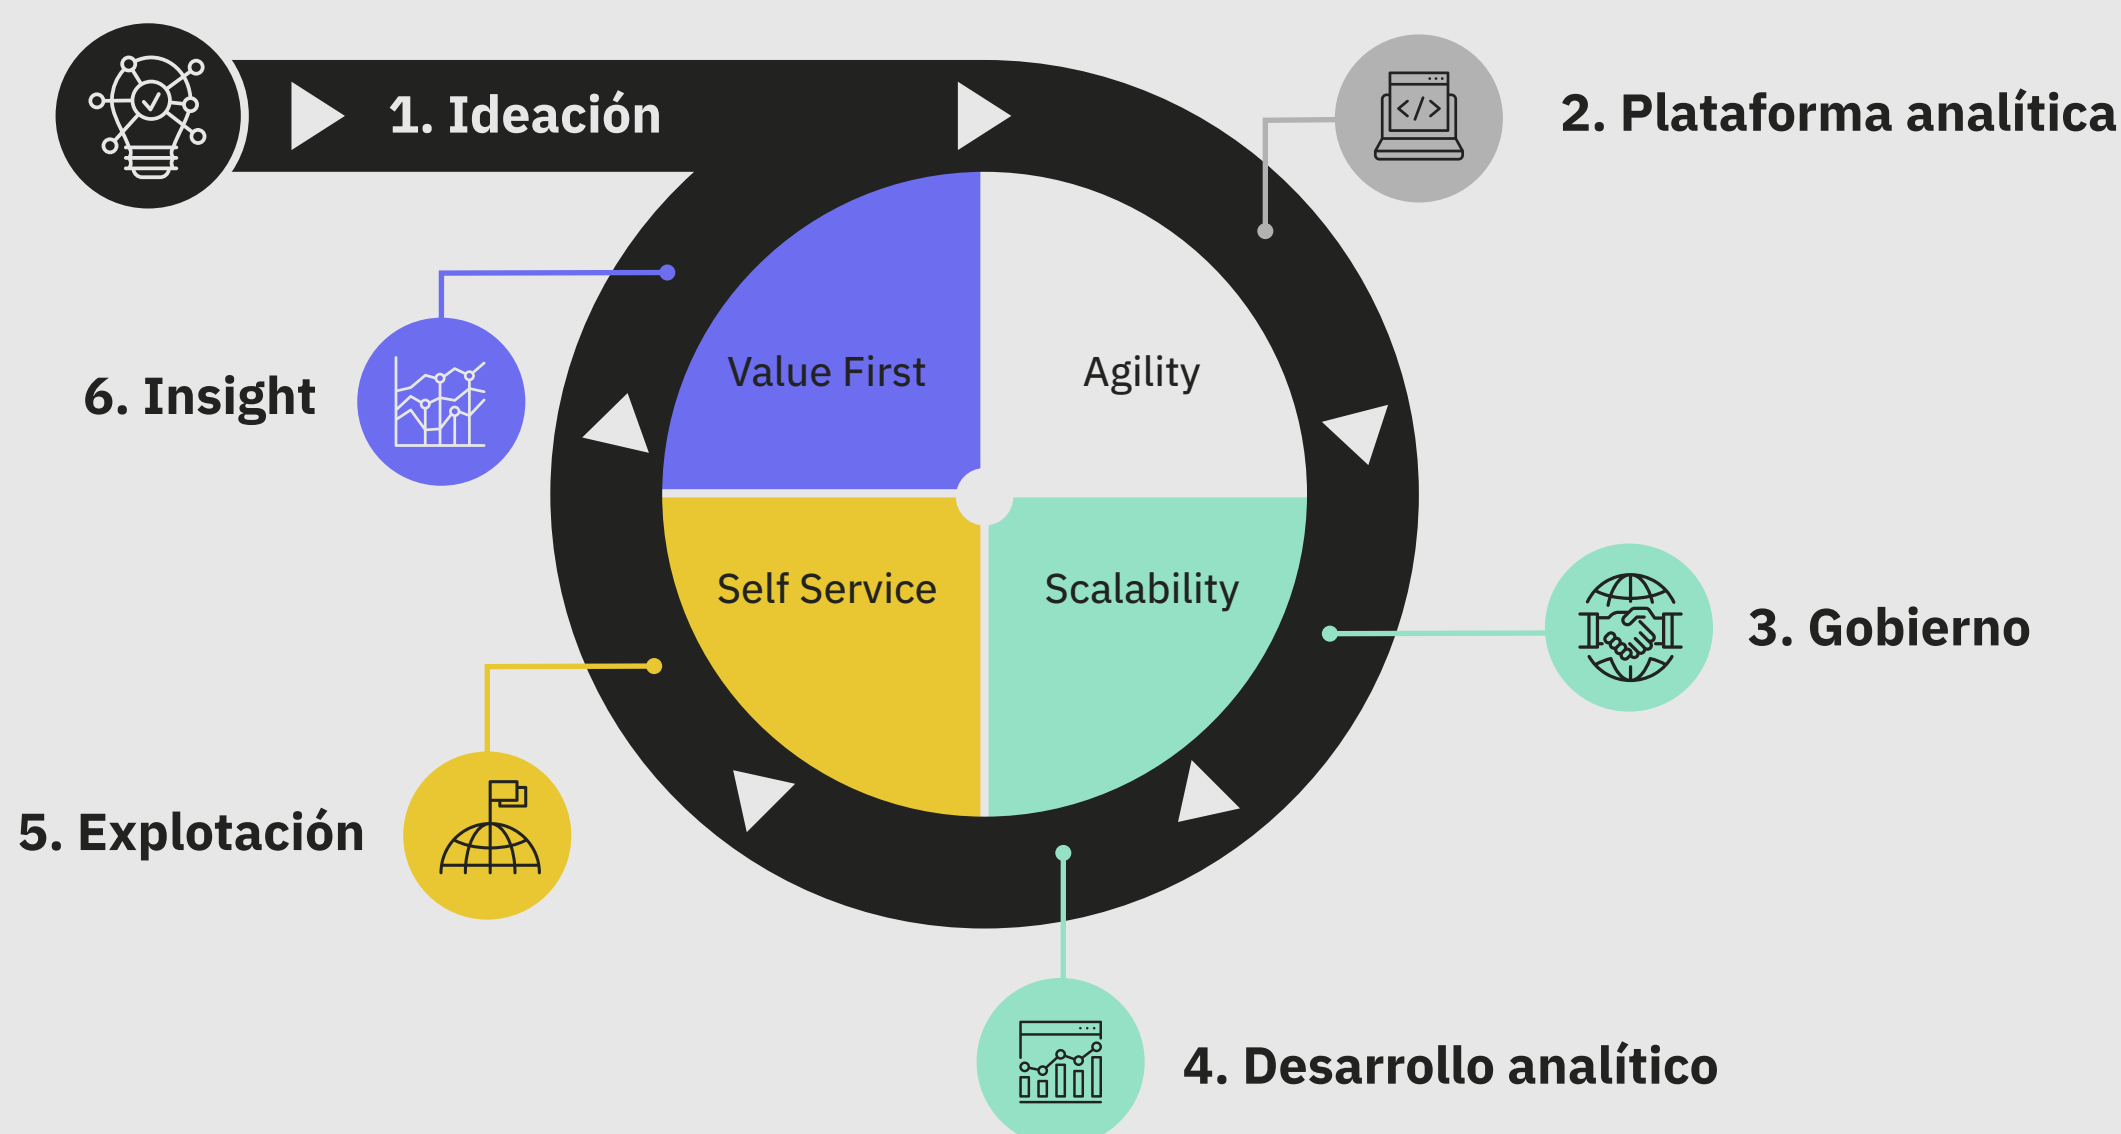 1. Ideación
2. Plataforma analítica
Value First
Agility
6. Insight
Self Service
Scalability
3. Gobierno
5. Explotación
4. Desarrollo analítico